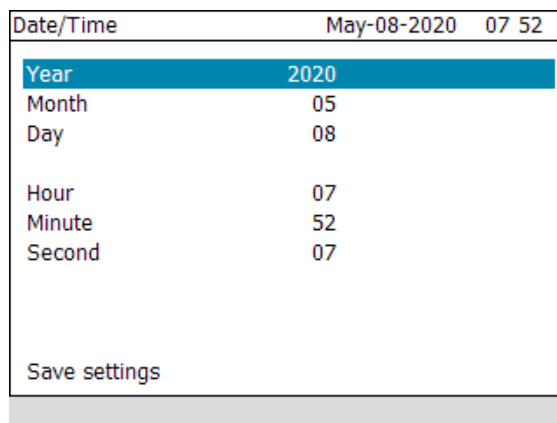 Date/Time May-08-2020 07 52
Year 2020
Month 05
Day 08
Hour 07
Minute 52
Second 07
Save settings